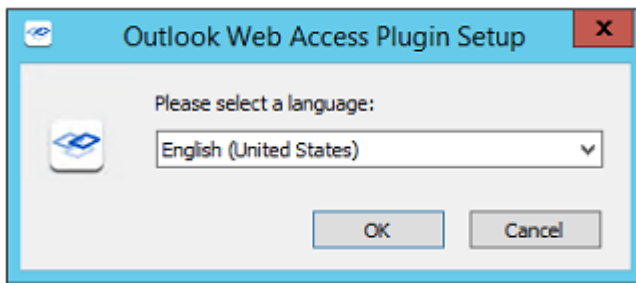 Outlook Web Access Plugin Setup
x
Please select a language:
English (United States)
OK
Cancel